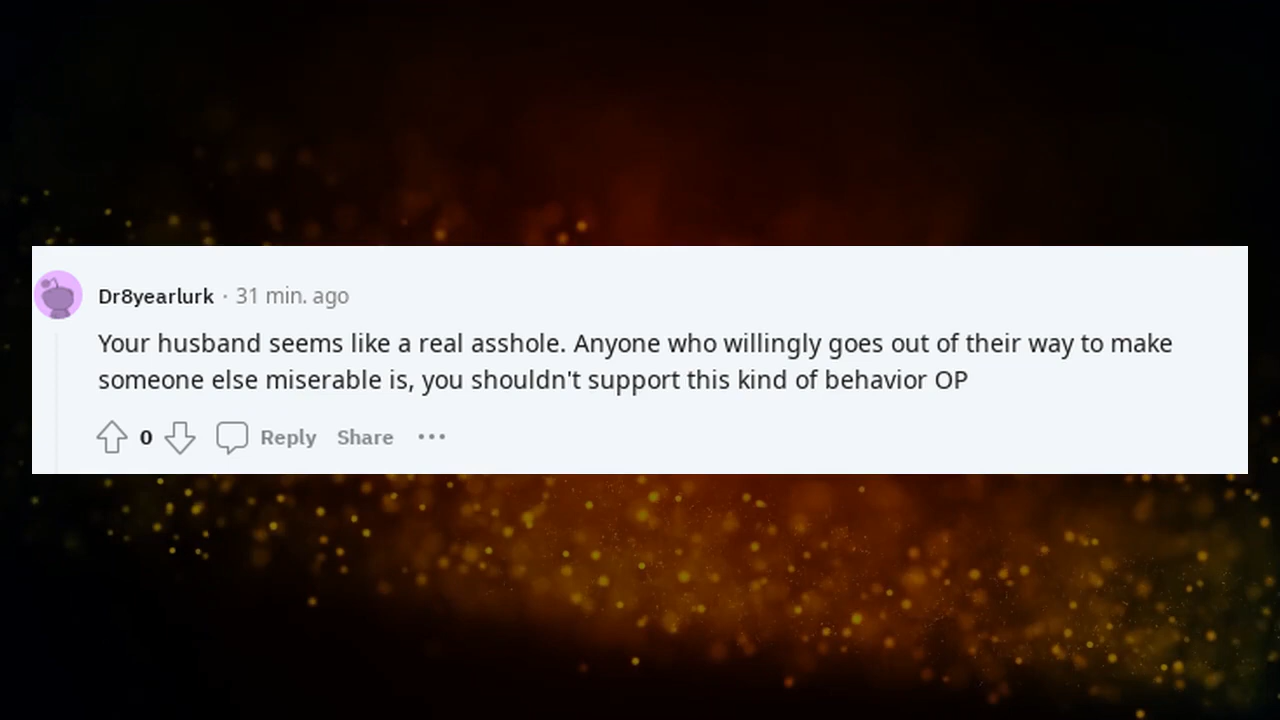 Dr8yearlurk · 31 min. ago
Your husband seems like a real asshole. Anyone who willingly goes out of their way to make
someone else miserable is, you shouldn't support this kind of behavior OP
0 Reply Share ···